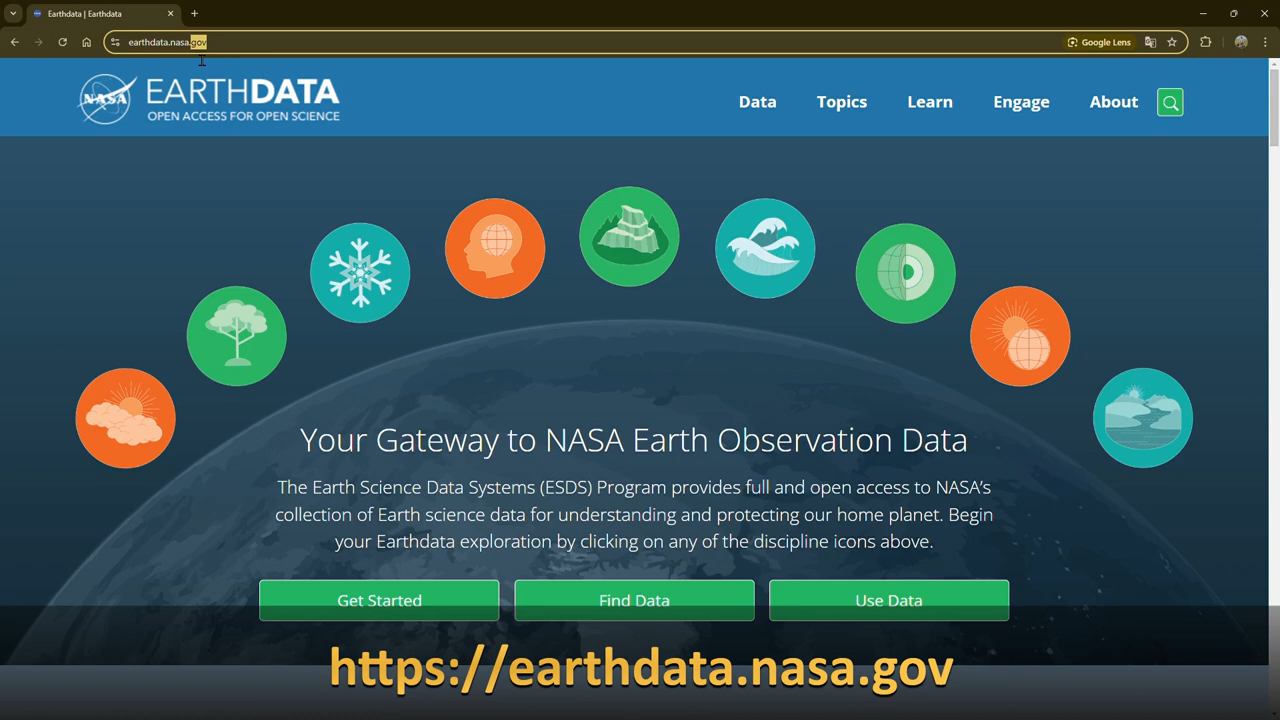 Earthdata | Earthdata
earthdata.nasa.gov
Google Lens
NASA
EARTHDATA
OPEN ACCESS FOR OPEN SCIENCE
Data Topics Learn Engage About
Your Gateway to NASA Earth Observation Data
The Earth Science Data Systems (ESDS) Program provides full and open access to NASA's
collection of Earth science data for understanding and protecting our home planet. Begin
your Earthdata exploration by clicking on any of the discipline icons above.
Get Started Find Data Use Data
https://earthdata.nasa.gov